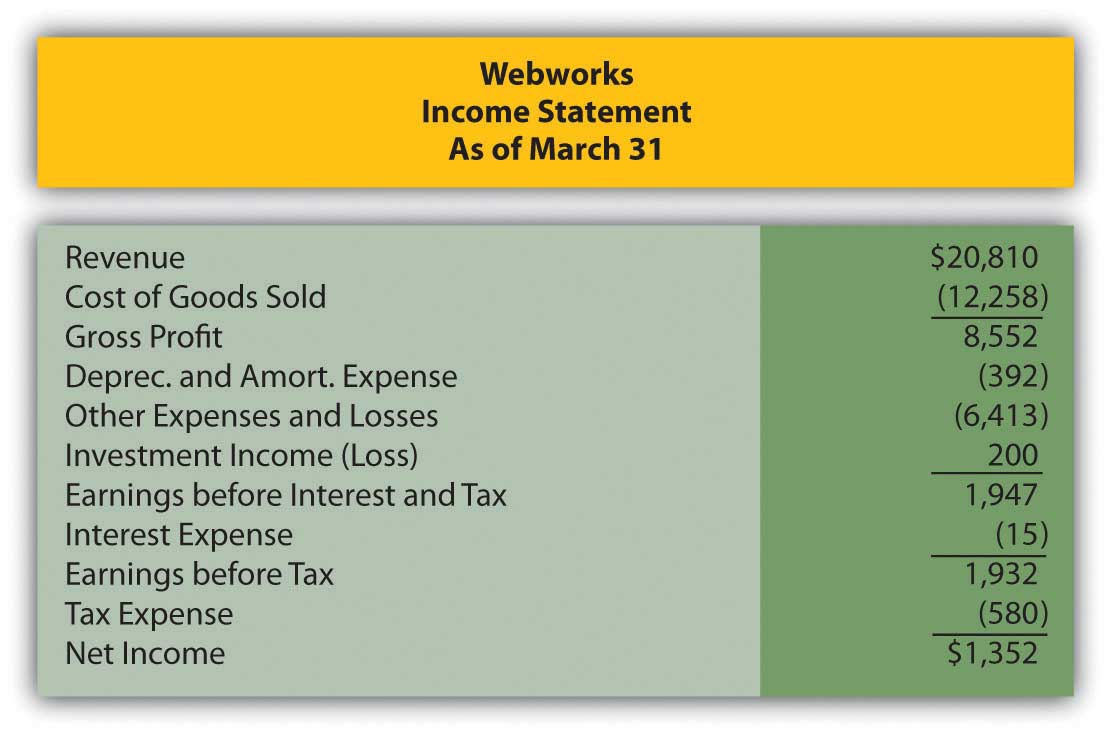 Webworks
Income Statement
As of March 31
Revenue $20,810
Cost of Goods Sold (12,258)
Gross Profit 8,552
Deprec. and Amort. Expense (392)
Other Expenses and Losses (6,413)
Investment Income (Loss) 200
Earnings before Interest and Tax 1,947
Interest Expense (15)
Earnings before Tax 1,932
Tax Expense (580)
Net Income $1,352